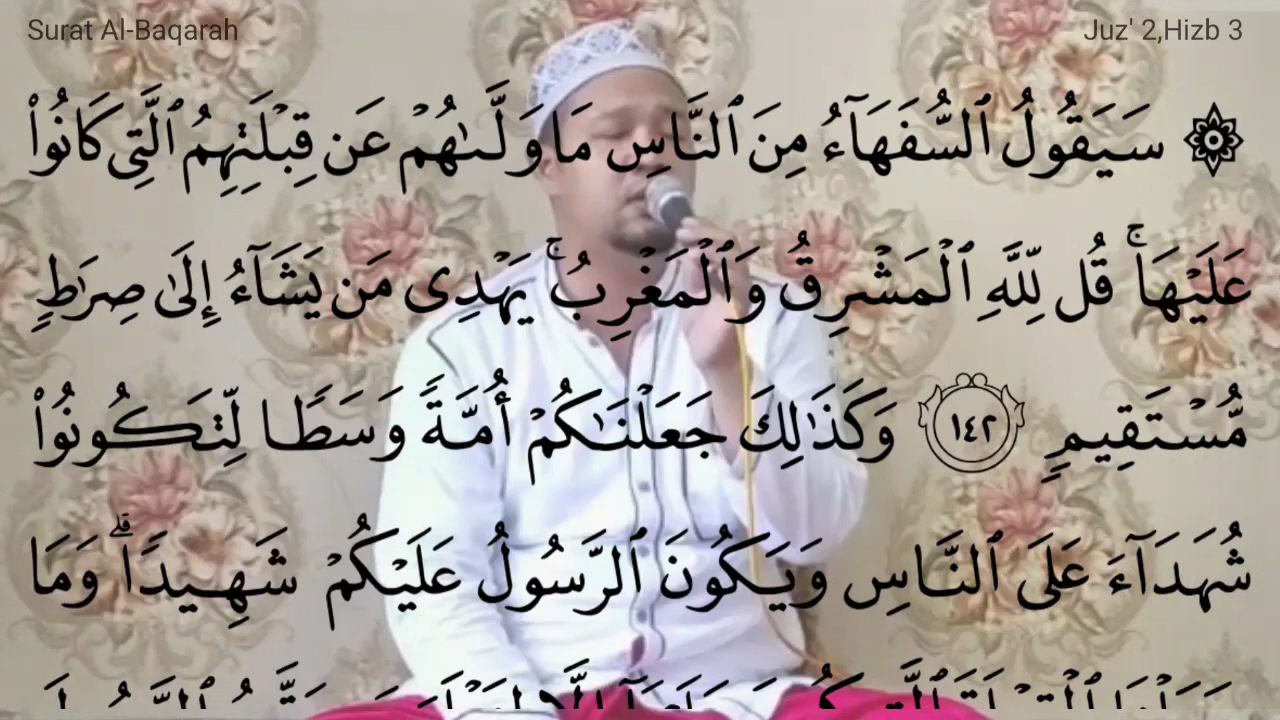 Surat Al-Baqarah
Juz' 2,Hizb 3
۞ سَيَقُولُ ٱلسُّفَهَآءُ مِنَ ٱلنَّاسِ مَا وَلَّىٰهُمْ عَن قِبْلَتِهِمُ ٱلَّتِى كَانُوا۟
عَلَيْهَا ۚ قُل لِّلَّهِ ٱلْمَشْرِقُ وَٱلْمَغْرِبُ ۚ يَهْدِى مَن يَشَآءُ إِلَىٰ صِرَٰطٍ
مُّسْتَقِيمٍ ١٤٢ وَكَذَٰلِكَ جَعَلْنَٰكُمْ أُمَّةً وَسَطًا لِّتَكُونُوا۟
شُهَدَآءَ عَلَى ٱلنَّاسِ وَيَكُونَ ٱلرَّسُولُ عَلَيْكُمْ شَهِيدًا ۗ وَمَا